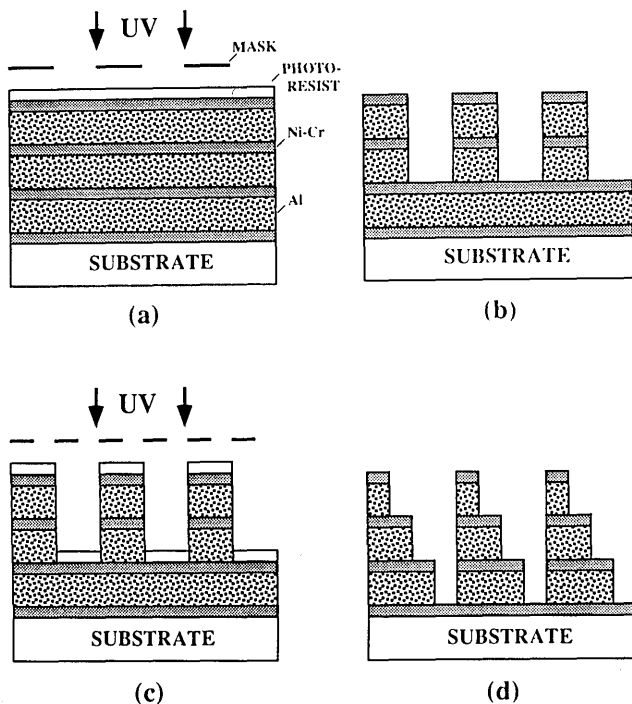 UV
MASK
PHOTO-
RESIST
Ni-Cr
Al
SUBSTRATE
(a)
SUBSTRATE
(b)
UV
SUBSTRATE
(c)
SUBSTRATE
(d)